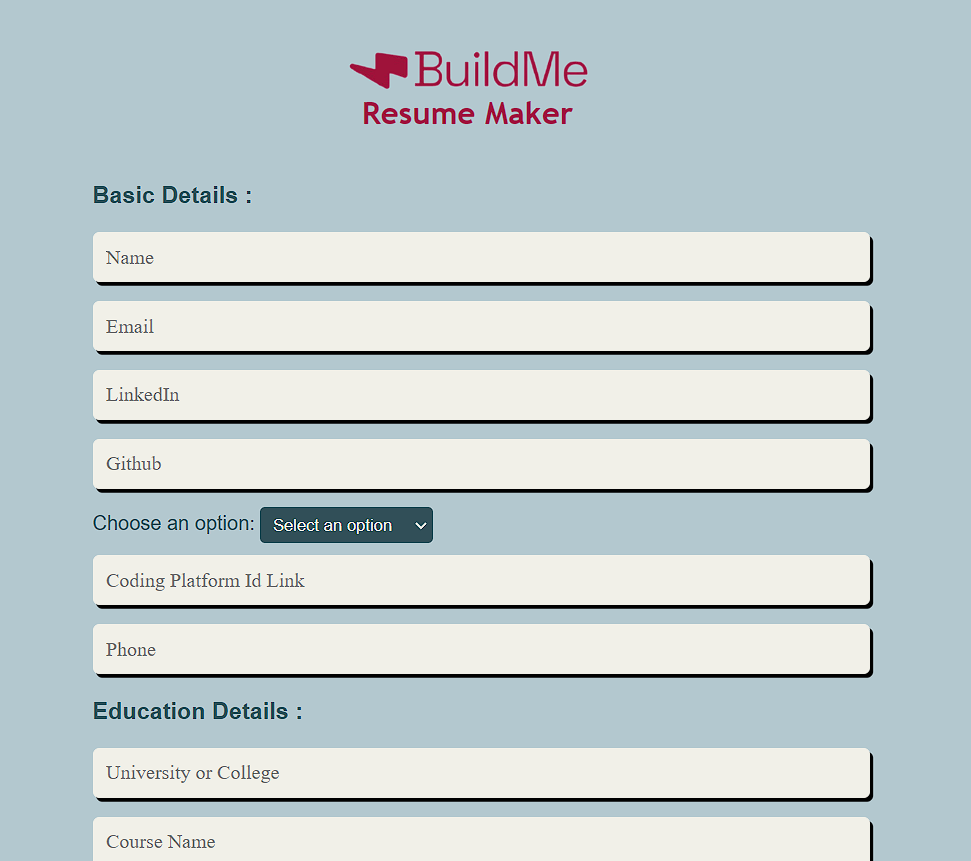 BuildMe
Resume Maker
Basic Details :
Name
Email
LinkedIn
Github
Choose an option: Select an option
Coding Platform Id Link
Phone
Education Details :
University or College
Course Name